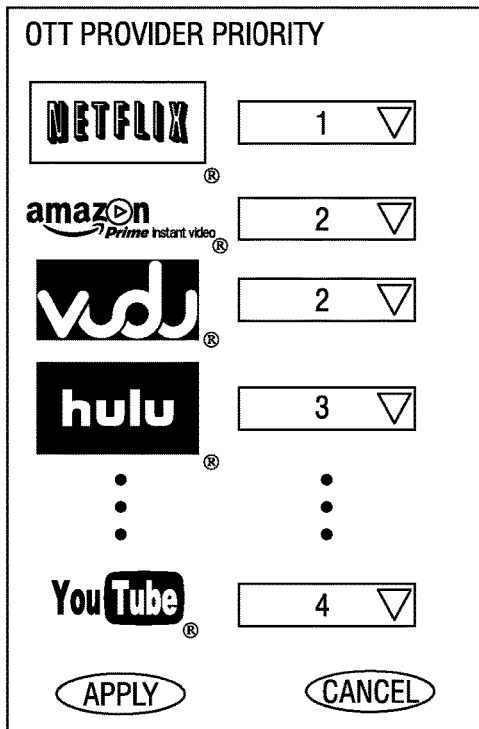 OTT PROVIDER PRIORITY
NETFLIX ® 1
amazon
Prime instant video ® 2
vudu ® 2
hulu ® 3
YouTube ® 4
APPLY CANCEL